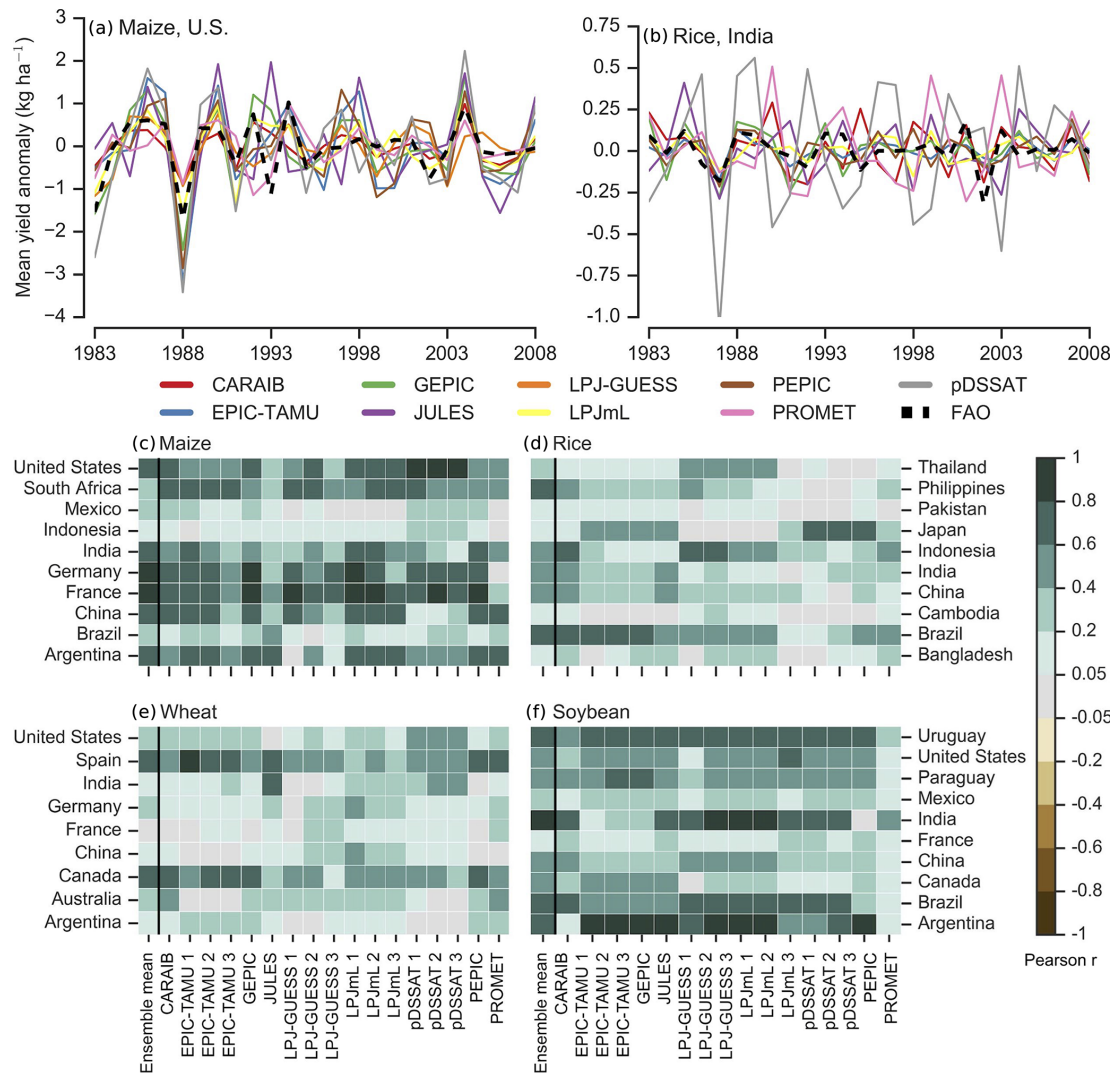 (a) Maize, U.S.
Mean yield anomaly (kg ha⁻¹)
3
2
1
0
−1
−2
−3
−4
1983
1988
1993
1998
2003
2008
(b) Rice, India
0.75
0.50
0.25
0.0
-0.25
-0.5
-0.75
-1.0
1983
1988
1993
1998
2003
2008
CARAIB
GEPIC
LPJ-GUESS
PEPIC
pDSSAT
EPIC-TAMU
JULES
LPJmL
PROMET
FAO
(c) Maize
United States
South Africa
Mexico
Indonesia
India
Germany
France
China
Brazil
Argentina
(d) Rice
Thailand
Philippines
Pakistan
Japan
Indonesia
India
China
Cambodia
Brazil
Bangladesh
(e) Wheat
United States
Spain
India
Germany
France
China
Canada
Australia
Argentina
Ensemble mean
CARAIB
EPIC-TAMU 1
EPIC-TAMU 2
EPIC-TAMU 3
GEPIC
JULES
LPJ-GUESS 1
LPJ-GUESS 2
LPJ-GUESS 3
LPJmL 1
LPJmL 2
LPJmL 3
pDSSAT 1
pDSSAT 2
pDSSAT 3
PEPIC
PROMET
(f) Soybean
Uruguay
United States
Paraguay
Mexico
India
France
China
Canada
Brazil
Argentina
Ensemble mean
CARAIB
EPIC-TAMU 1
EPIC-TAMU 2
EPIC-TAMU 3
GEPIC
JULES
LPJ-GUESS 1
LPJ-GUESS 2
LPJ-GUESS 3
LPJmL 1
LPJmL 2
LPJmL 3
pDSSAT 1
pDSSAT 2
pDSSAT 3
PEPIC
PROMET
1
0.8
0.6
0.4
0.2
0.05
-0.05
-0.2
-0.4
-0.6
-0.8
-1
Pearson r